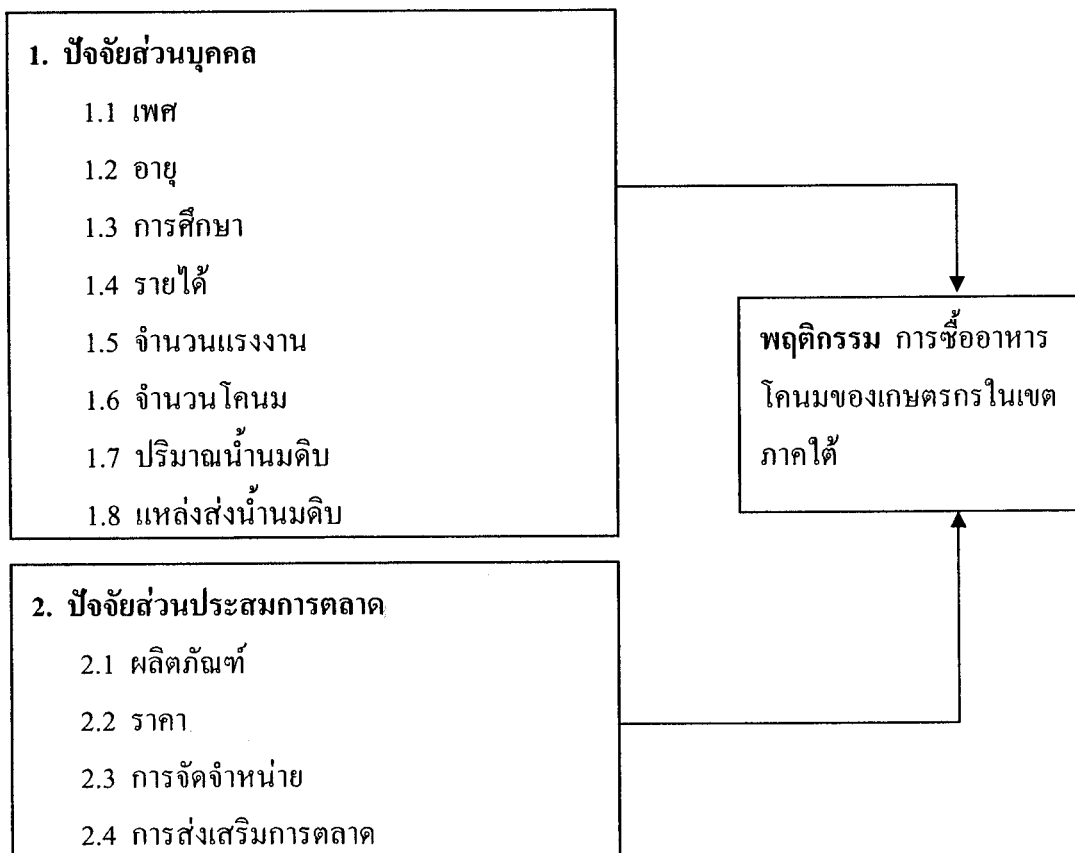 1. ปัจจัยส่วนบุคคล
1.1 เพศ
1.2 อายุ
1.3 การศึกษา
1.4 รายได้
1.5 จำนวนแรงงาน
1.6 จำนวนโคนม
1.7 ปริมาณน้ำนมดิบ
1.8 แหล่งส่งน้ำนมดิบ
พฤติกรรม การซื้ออาหาร
โคนมของเกษตรกรในเขต
ภาคใต้
2. ปัจจัยส่วนประสมการตลาด
2.1 ผลิตภัณฑ์
2.2 ราคา
2.3 การจัดจำหน่าย
2.4 การส่งเสริมการตลาด